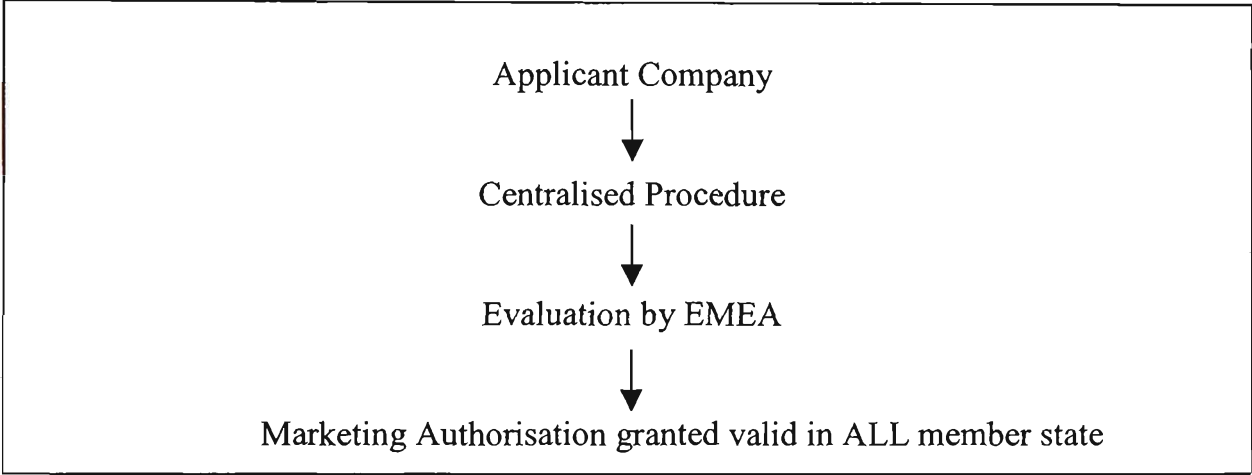 Applicant Company
Centralised Procedure
Evaluation by EMEA
Marketing Authorisation granted valid in ALL member state